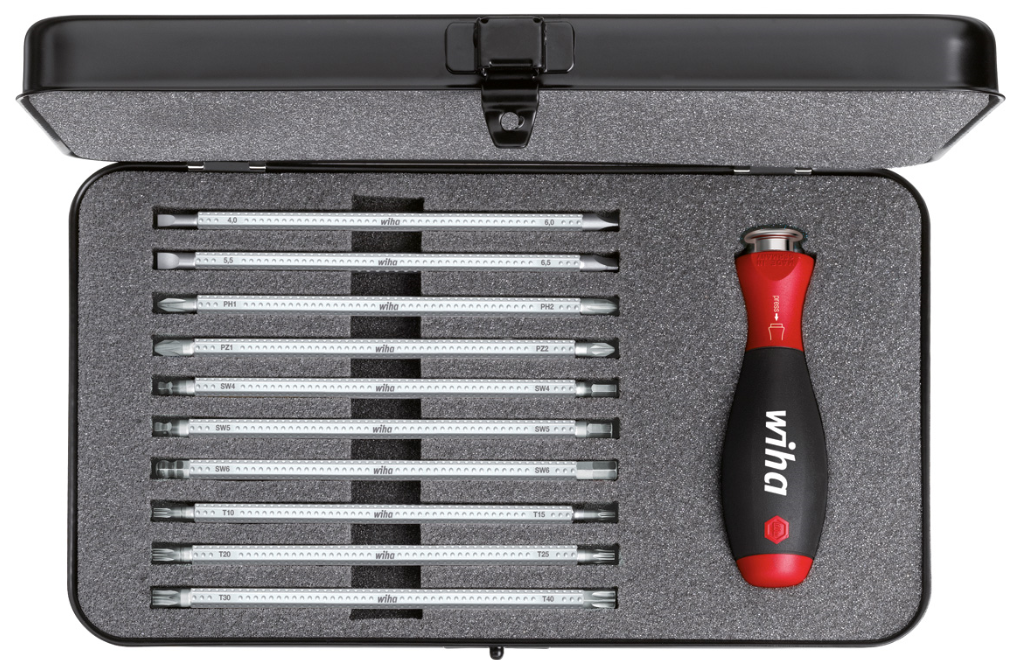 4,0 wiha 6,0
5,5 wiha 6,5
PH1 wiha PH2
PZ1 wiha PZ2
SW4 wiha SW4
SW5 wiha SW5
SW6 wiha SW6
T10 wiha T15
T20 wiha T25
T30 wiha T40
press
wiha